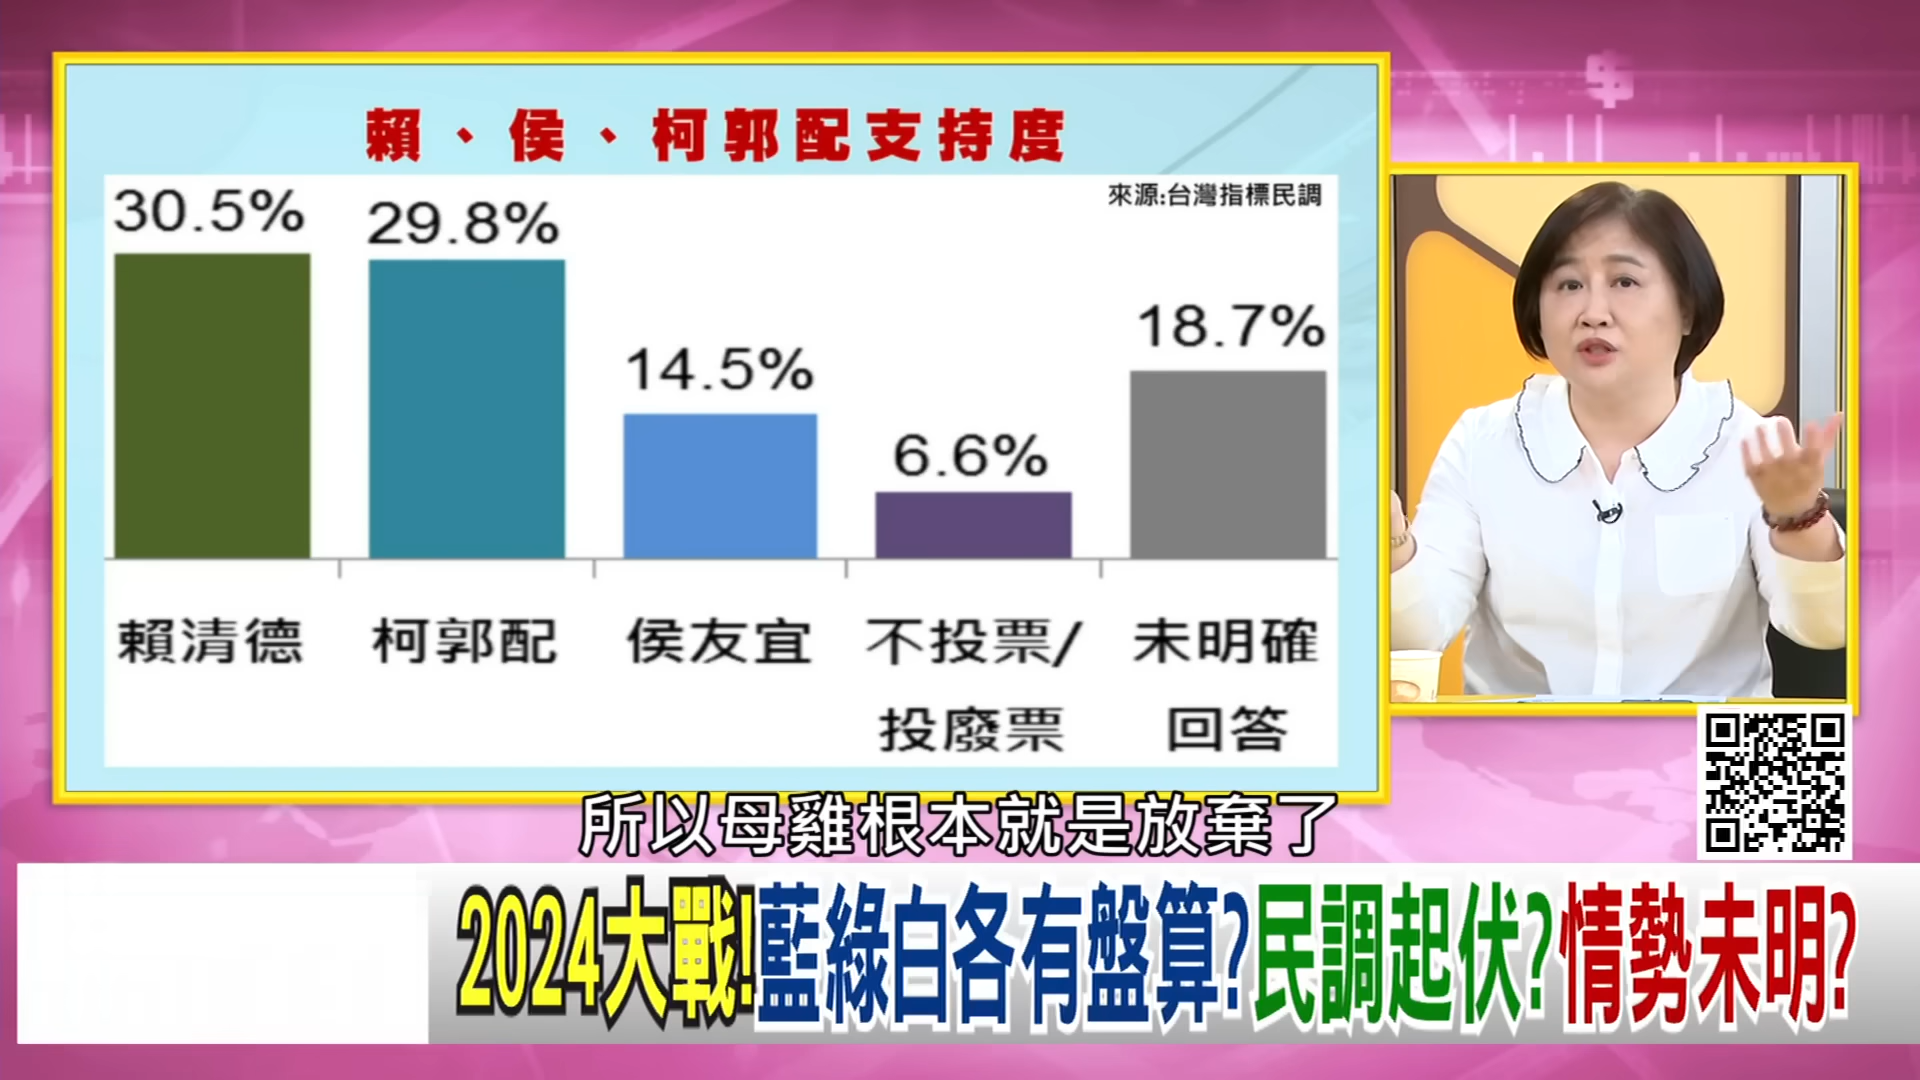 賴、侯、柯郭配支持度
來源:台灣指標民調
30.5%
29.8%
14.5%
6.6%
18.7%
賴清德
柯郭配
侯友宜
不投票/
投廢票
未明確
回答
所以母雞根本就是放棄了
2024大戰!藍綠白各有盤算?民調起伏?情勢未明?